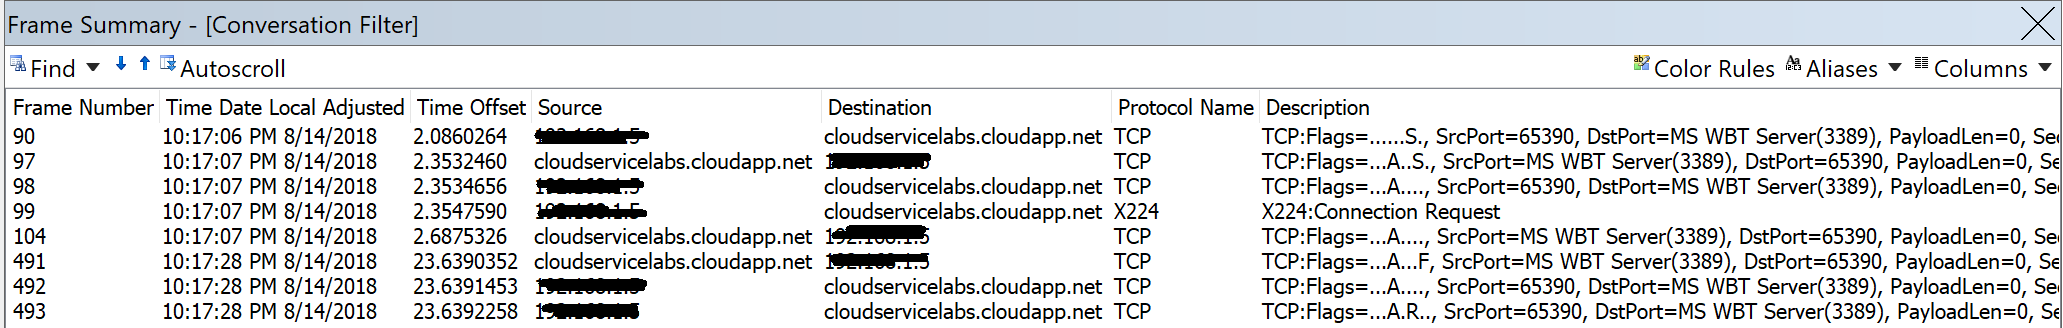 Frame Summary - [Conversation Filter]
Find Autoscroll Color Rules Aliases Columns
Frame Number Time Date Local Adjusted Time Offset Source Destination Protocol Name Description
90 10:17:06 PM 8/14/2018 2.0860264 cloudservicelabs.cloudapp.net TCP TCP:Flags=......S., SrcPort=65390, DstPort=MS WBT Server(3389), PayloadLen=0, Se
97 10:17:07 PM 8/14/2018 2.3532460 cloudservicelabs.cloudapp.net TCP TCP:Flags=...A..S., SrcPort=MS WBT Server(3389), DstPort=65390, PayloadLen=0, Se
98 10:17:07 PM 8/14/2018 2.3534656 cloudservicelabs.cloudapp.net TCP TCP:Flags=...A...., SrcPort=65390, DstPort=MS WBT Server(3389), PayloadLen=0, Se
99 10:17:07 PM 8/14/2018 2.3547590 cloudservicelabs.cloudapp.net X224 X224:Connection Request
104 10:17:07 PM 8/14/2018 2.6875326 cloudservicelabs.cloudapp.net TCP TCP:Flags=...A...., SrcPort=MS WBT Server(3389), DstPort=65390, PayloadLen=0, Se
491 10:17:28 PM 8/14/2018 23.6390352 cloudservicelabs.cloudapp.net TCP TCP:Flags=...A...F, SrcPort=MS WBT Server(3389), DstPort=65390, PayloadLen=0, Se
492 10:17:28 PM 8/14/2018 23.6391453 cloudservicelabs.cloudapp.net TCP TCP:Flags=...A...., SrcPort=65390, DstPort=MS WBT Server(3389), PayloadLen=0, Se
493 10:17:28 PM 8/14/2018 23.6392258 cloudservicelabs.cloudapp.net TCP TCP:Flags=...A.R.., SrcPort=65390, DstPort=MS WBT Server(3389), PayloadLen=0, Se